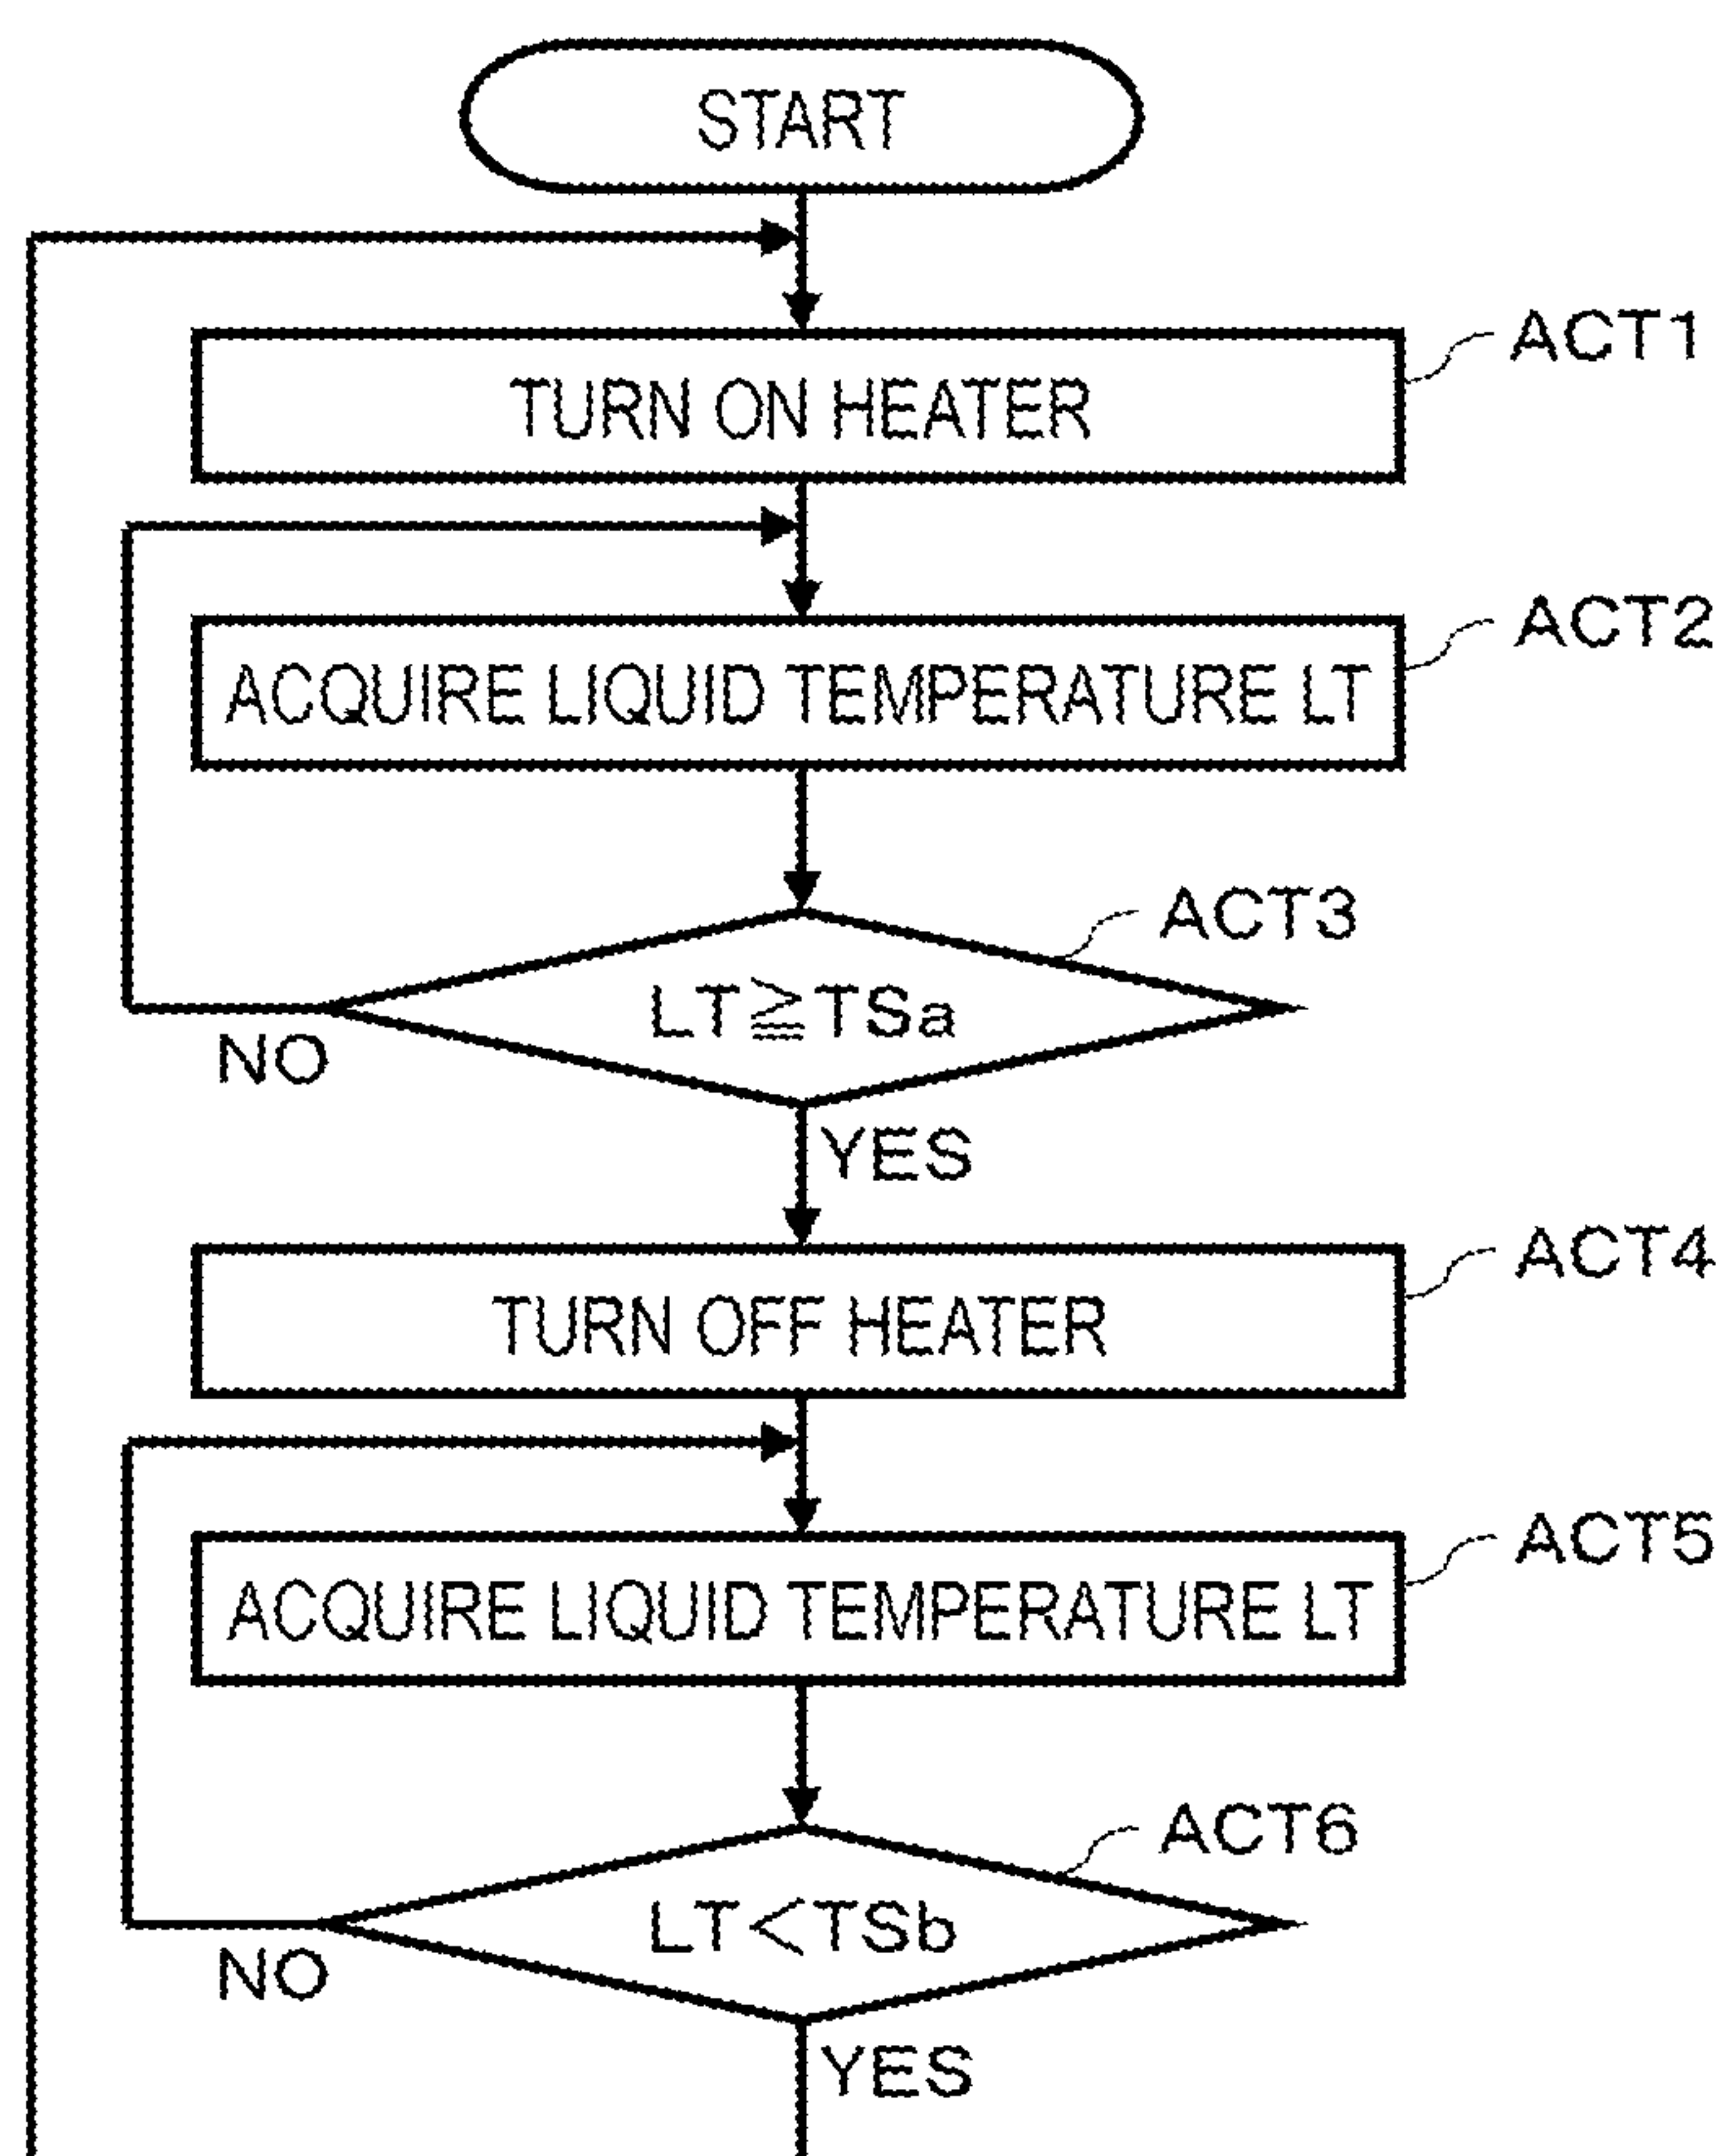 START
TURN ON HEATER
ACT1
ACQUIRE LIQUID TEMPERATURE LT
ACT2
ACT3
LT≧TSa
NO
YES
TURN OFF HEATER
ACT4
ACQUIRE LIQUID TEMPERATURE LT
ACT5
ACT6
LT<TSb
NO
YES